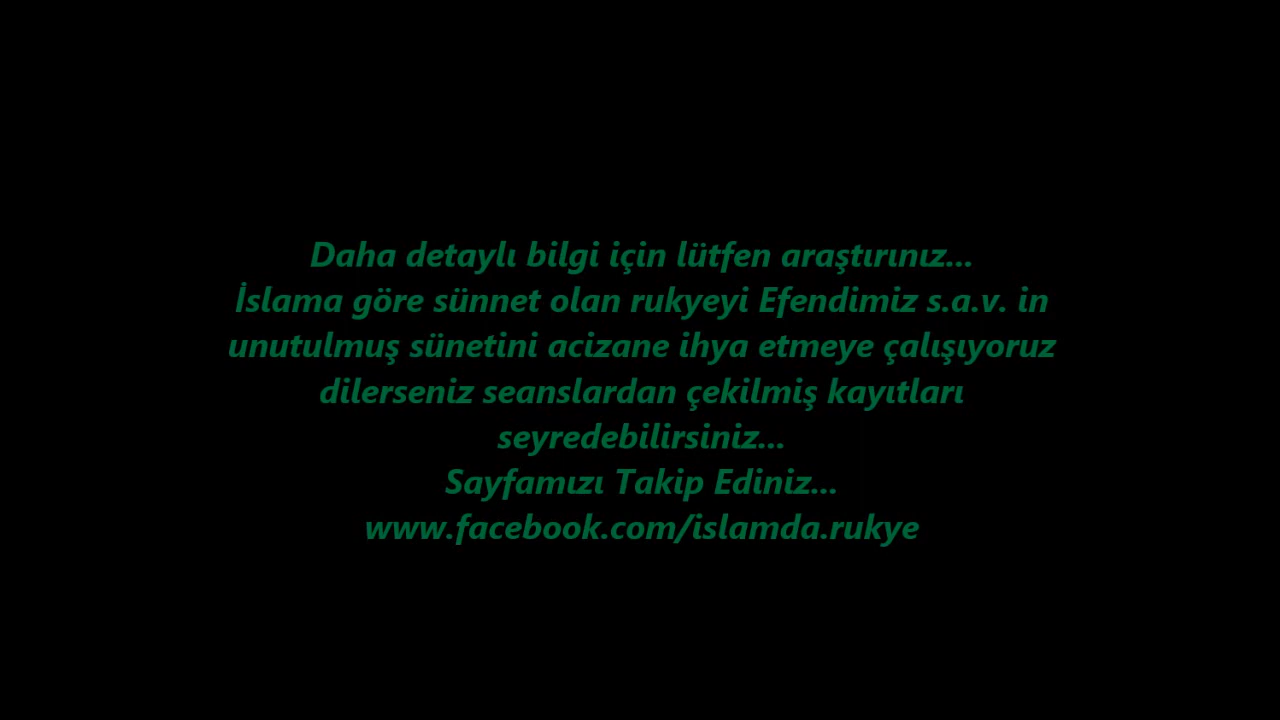 Daha detaylı bilgi için lütfen araştırınız...
İslama göre sünnet olan rukyeyi Efendimiz s.a.v. in
unutulmuş sünetini acizane ihya etmeye çalışıyoruz
dilerseniz seanslardan çekilmiş kayıtları
seyredebilirsiniz...
Sayfamızı Takip Ediniz...
www.facebook.com/islamda.rukye